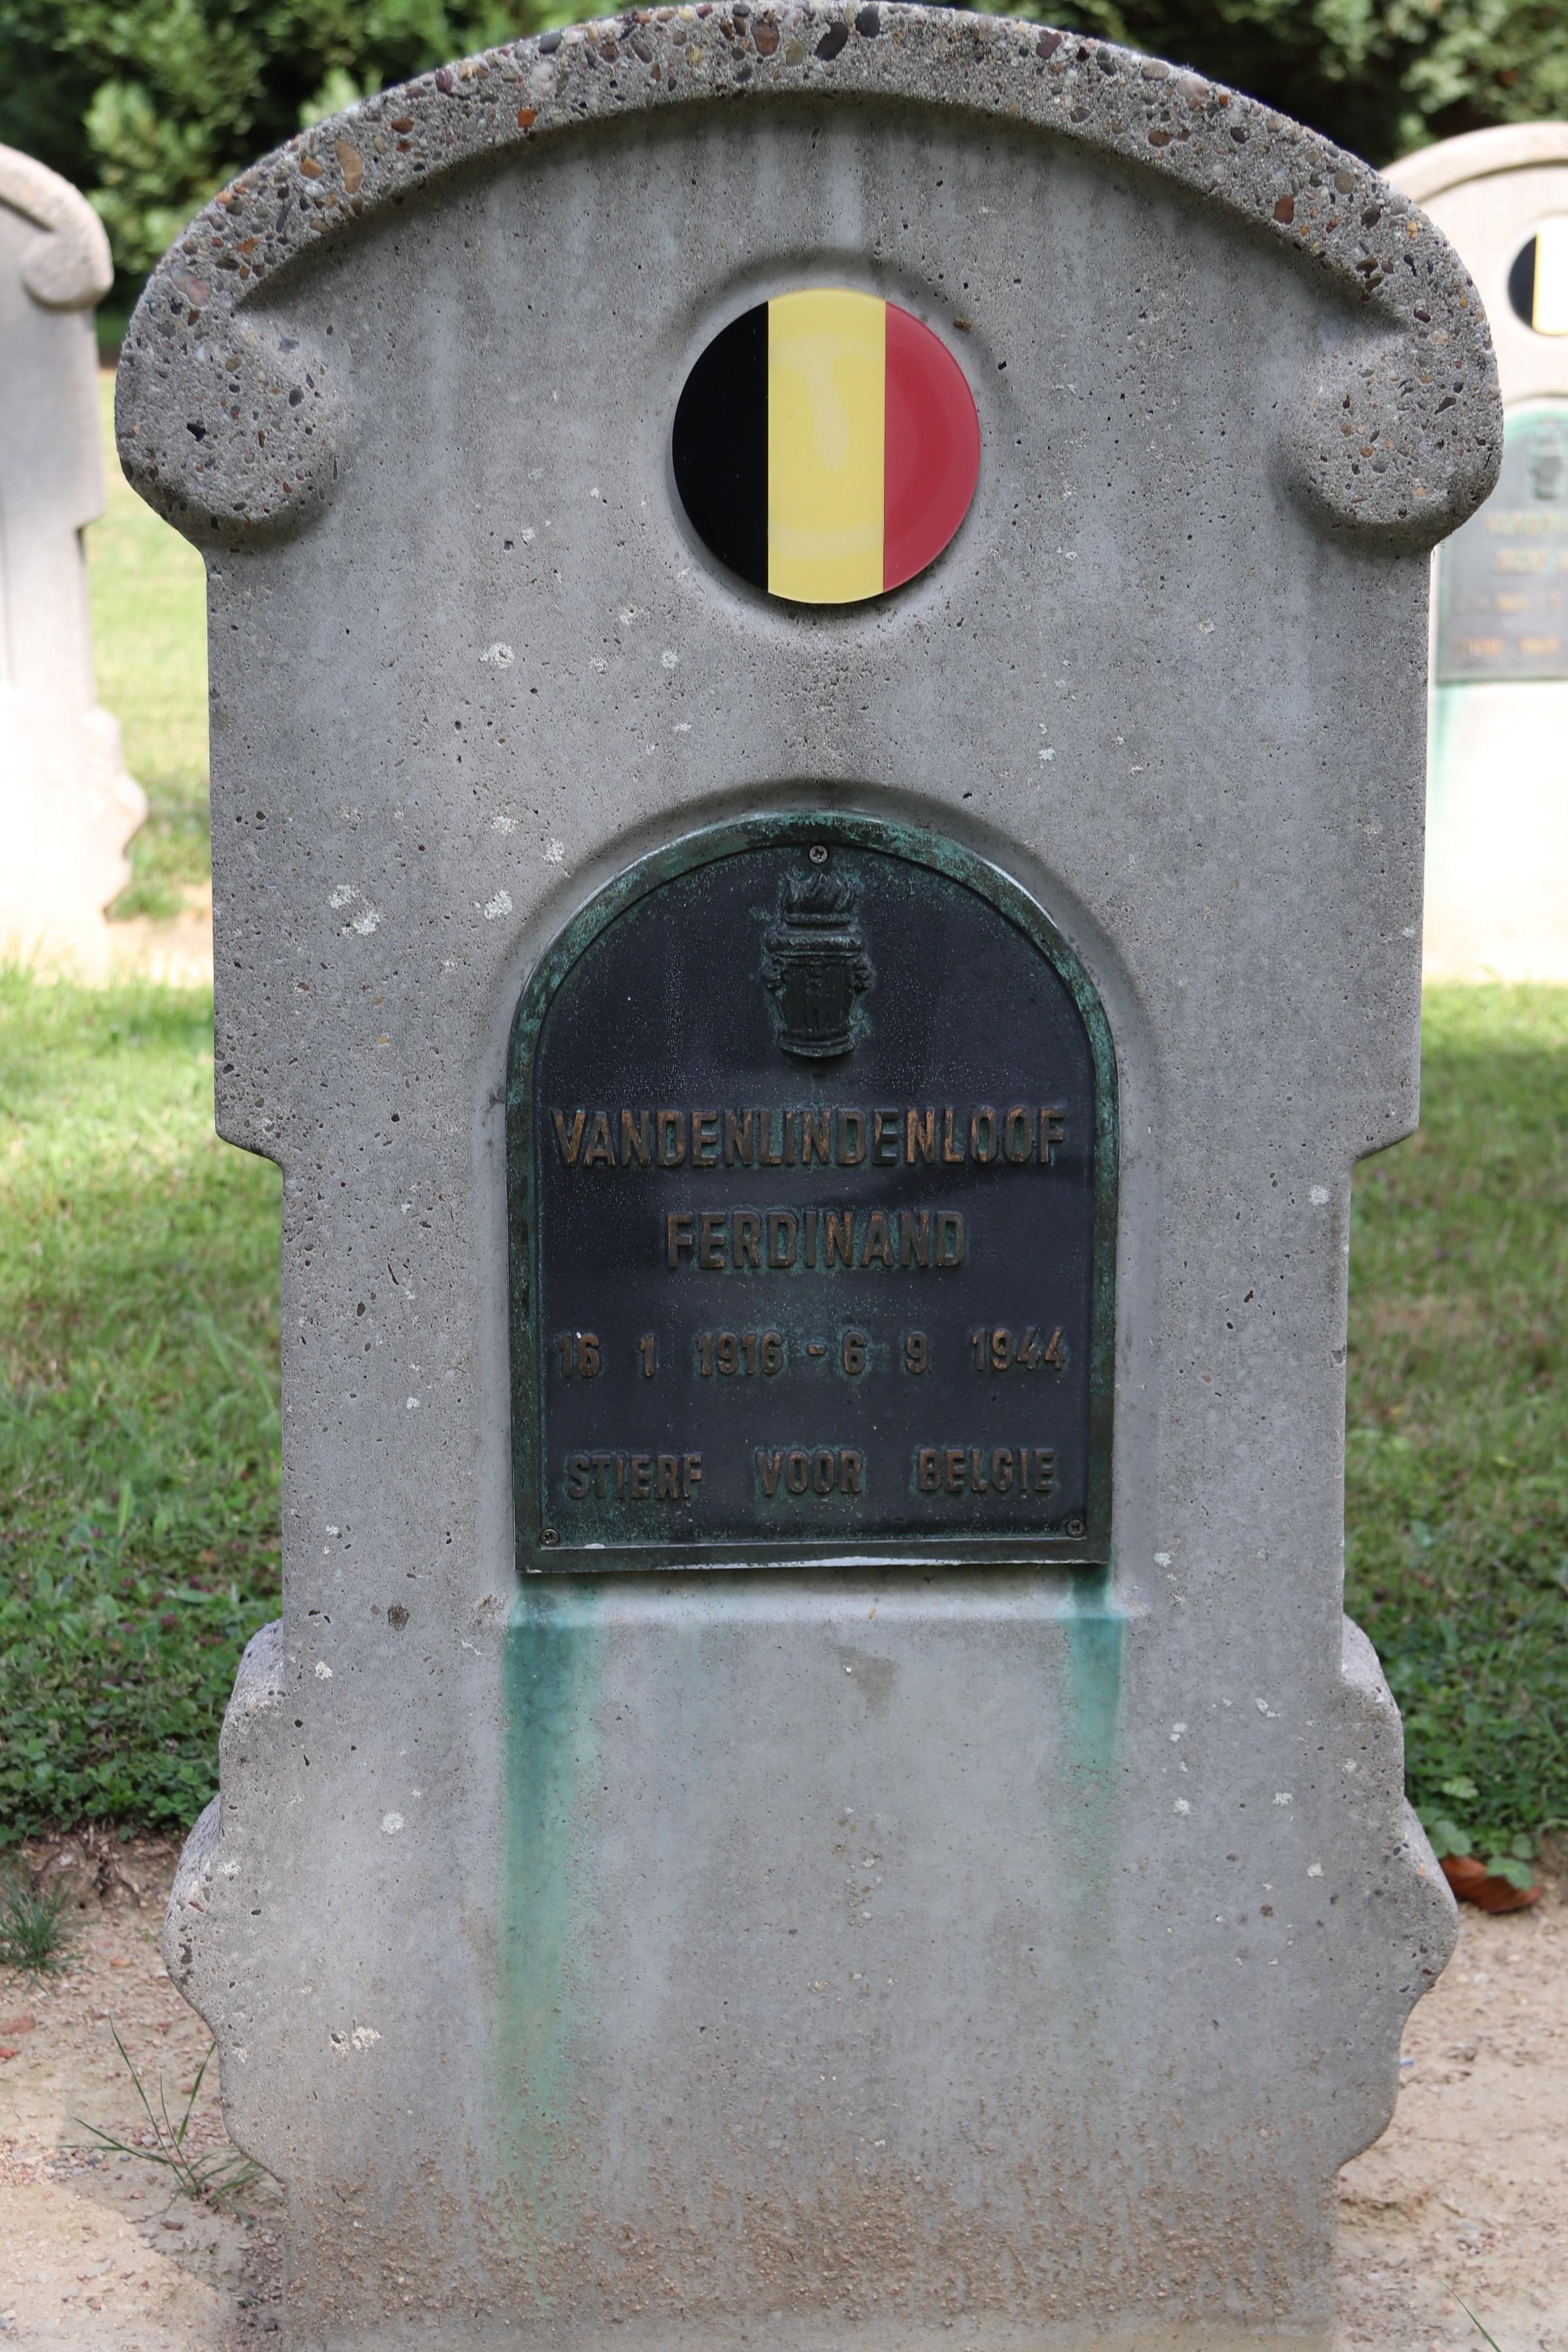 VANDENLINDENLOOF
FERDINAND
16 1 1916 - 6 9 1944
STIERF VOOR BELGIE